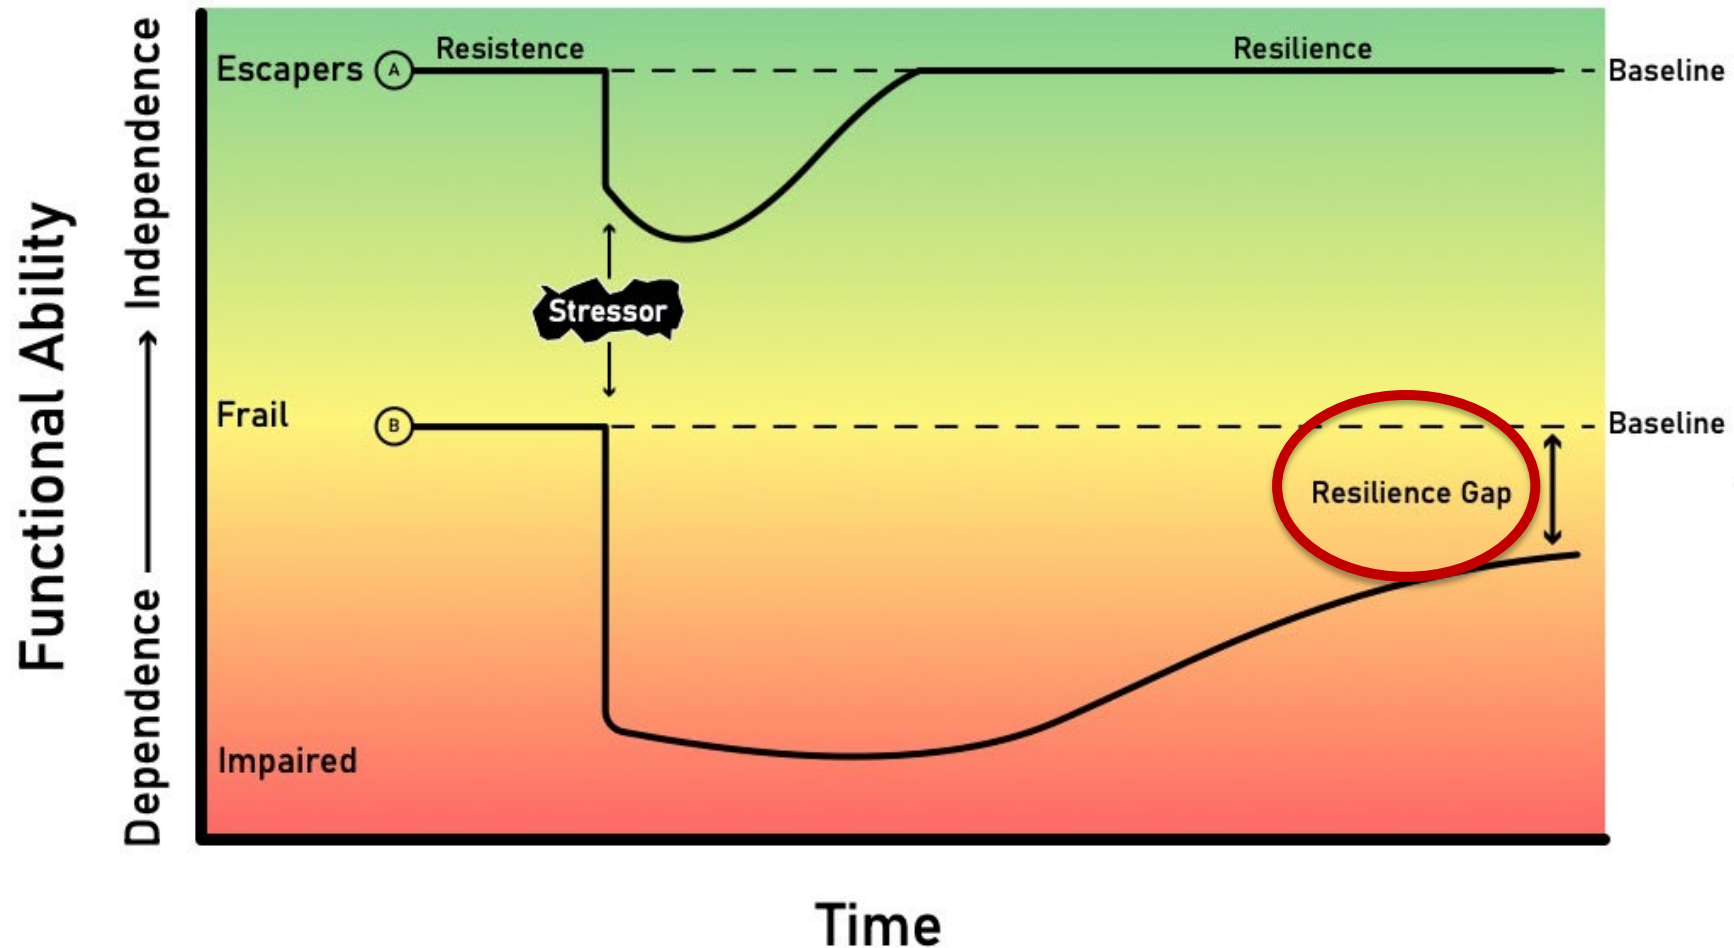 Functional Ability
Dependence
Independence
Escapers
A
Resistence
Resilience
Baseline
Stressor
Frail
B
Baseline
Resilience Gap
Impaired
Time